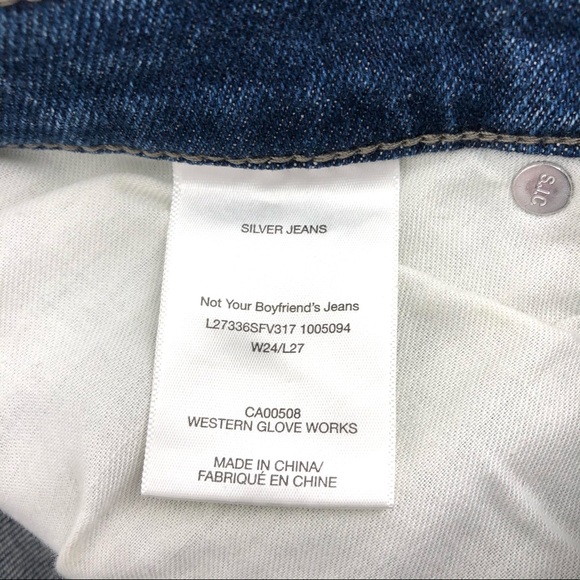 SILVER JEANS
Not Your Boyfriend's Jeans
L27336SFV317 1005094
W24/L27
CA00508
WESTERN GLOVE WORKS
MADE IN CHINA/
FABRIQUÉ EN CHINE
SJC